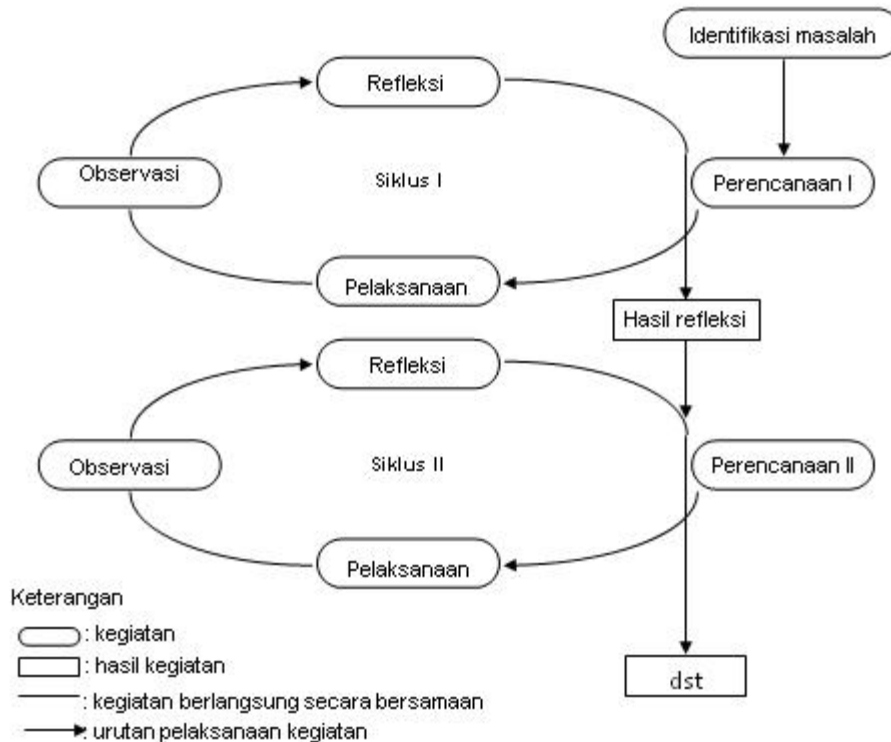 Identifikasi masalah
Refleksi
Observasi
Siklus I
Perencanaan I
Pelaksanaan
Hasil refleksi
Refleksi
Observasi
Siklus II
Perencanaan II
Pelaksanaan
Keterangan
: kegiatan
: hasil kegiatan
dst
: kegiatan berlangsung secara bersamaan
: urutan pelaksanaan kegiatan